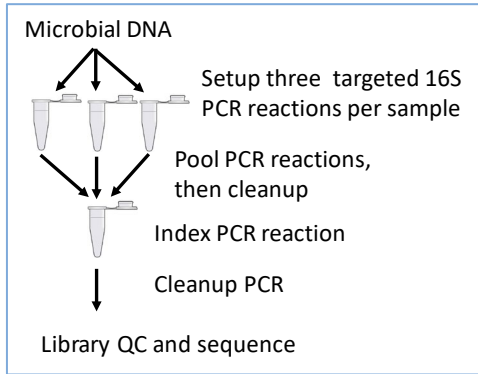 Microbial DNA
Setup three targeted 16S
PCR reactions per sample
Pool PCR reactions,
then cleanup
Index PCR reaction
Cleanup PCR
Library QC and sequence